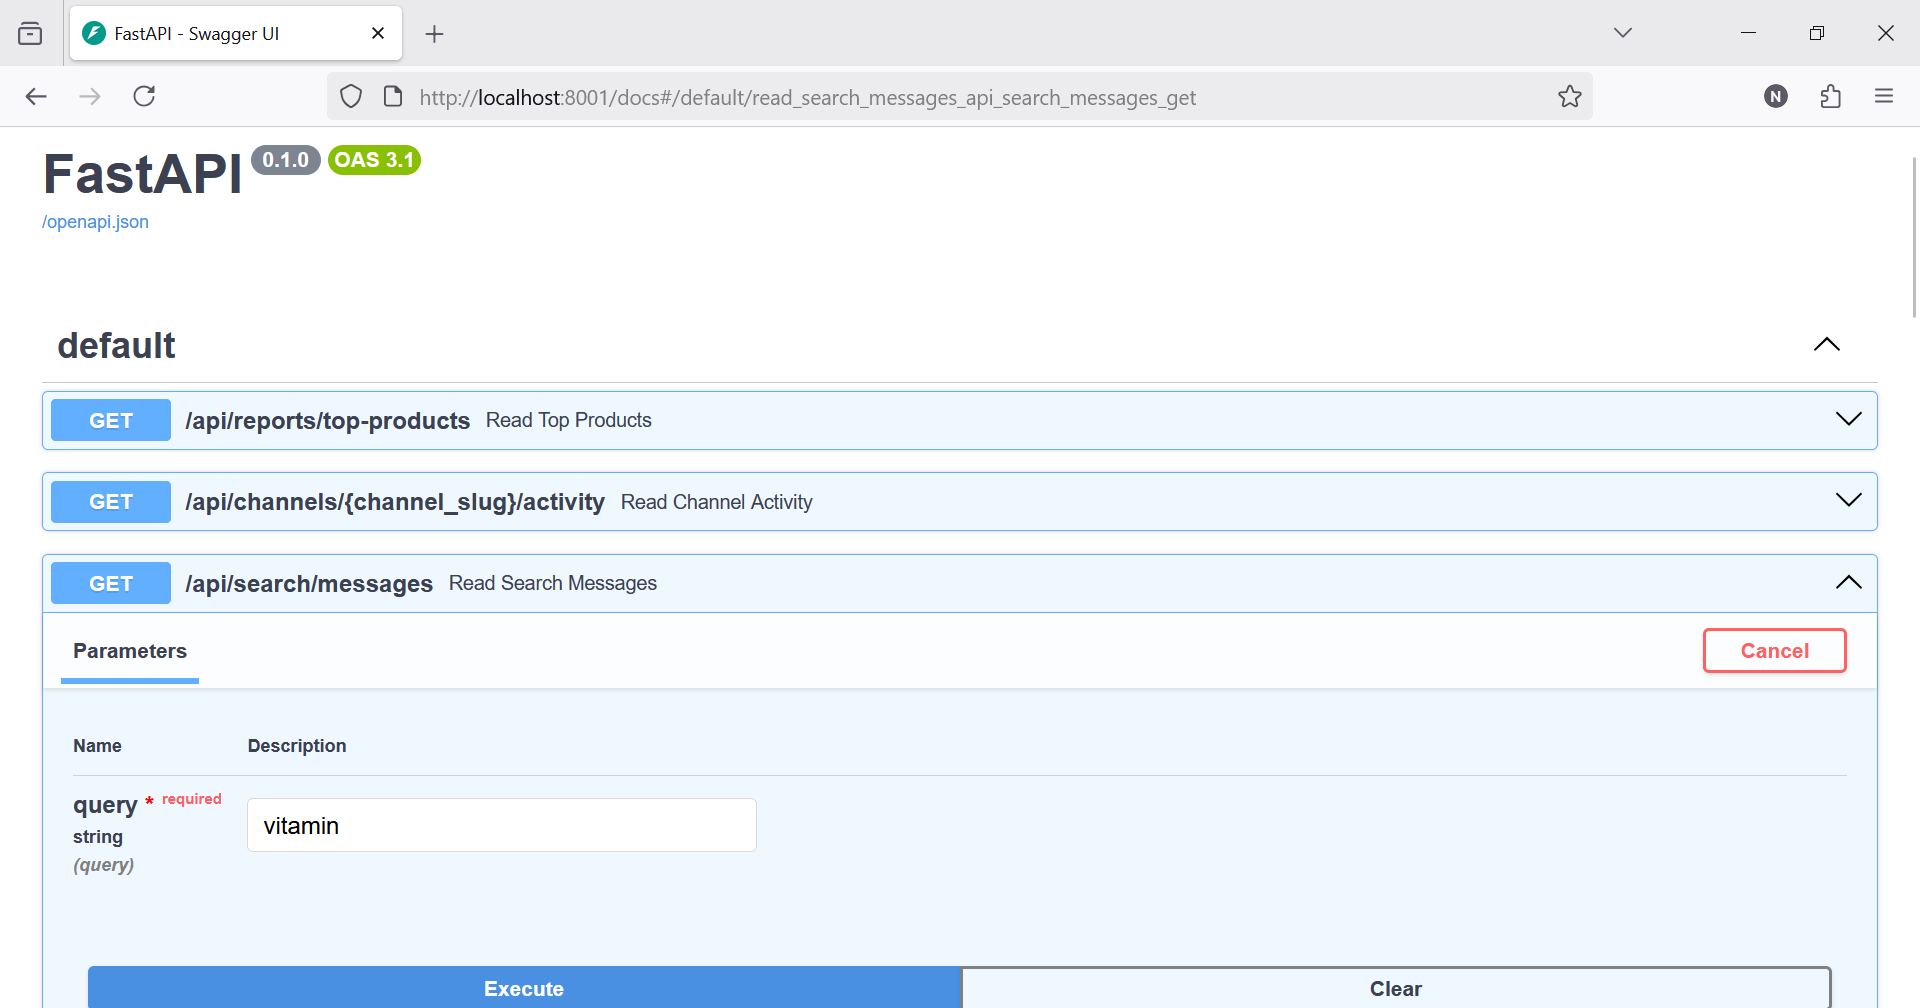 FastAPI - Swagger UI
http://localhost:8001/docs#/default/read_search_messages_api_search_messages_get
N
FastAPI 0.1.0 OAS 3.1
/openapi.json
default
GET /api/reports/top-products Read Top Products
GET /api/channels/{channel_slug}/activity Read Channel Activity
GET /api/search/messages Read Search Messages
Parameters
Cancel
Name Description
query * required
string
(query)
vitamin
Execute Clear